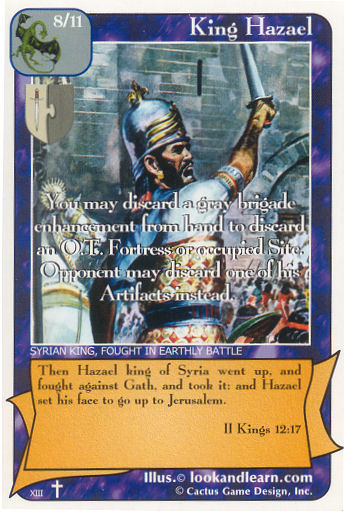 8/11
King Hazael
You may discard a gray brigade
enhancement from hand to discard
an O.T. Fortress or occupied Site.
Opponent may discard one of his
Artifacts instead.
SYRIAN KING, FOUGHT IN EARTHLY BATTLE
Then Hazael king of Syria went up, and
fought against Gath, and took it: and Hazael
set his face to go up to Jerusalem.
II Kings 12:17
Illus.© lookandlearn.com
XIII
© Cactus Game Design, Inc.